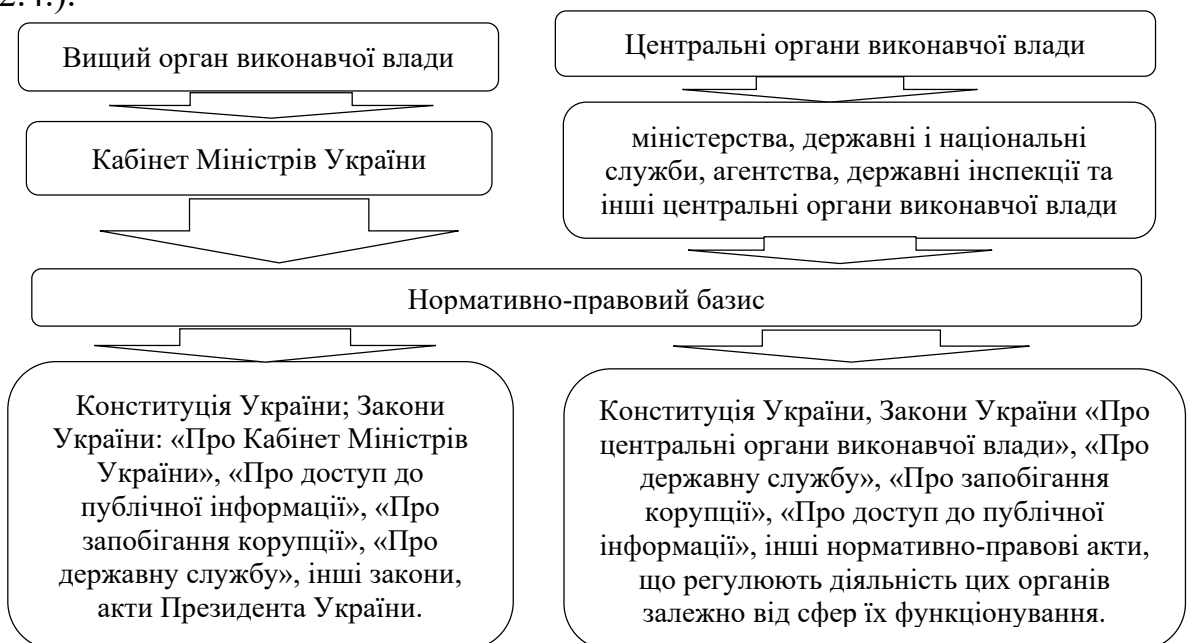 2.4.).
Вищий орган виконавчої влади
Центральні органи виконавчої влади
Кабінет Міністрів України
міністерства, державні і національні
служби, агентства, державні інспекції та
інші центральні органи виконавчої влади
Нормативно-правовий базис
Конституція України; Закони
України: «Про Кабінет Міністрів
України», «Про доступ до
публічної інформації», «Про
запобігання корупції», «Про
державну службу», інші закони,
акти Президента України.
Конституція України, Закони України «Про
центральні органи виконавчої влади», «Про
державну службу», «Про запобігання
корупції», «Про доступ до публічної
інформації», інші нормативно-правові акти,
що регулюють діяльність цих органів
залежно від сфер їх функціонування.